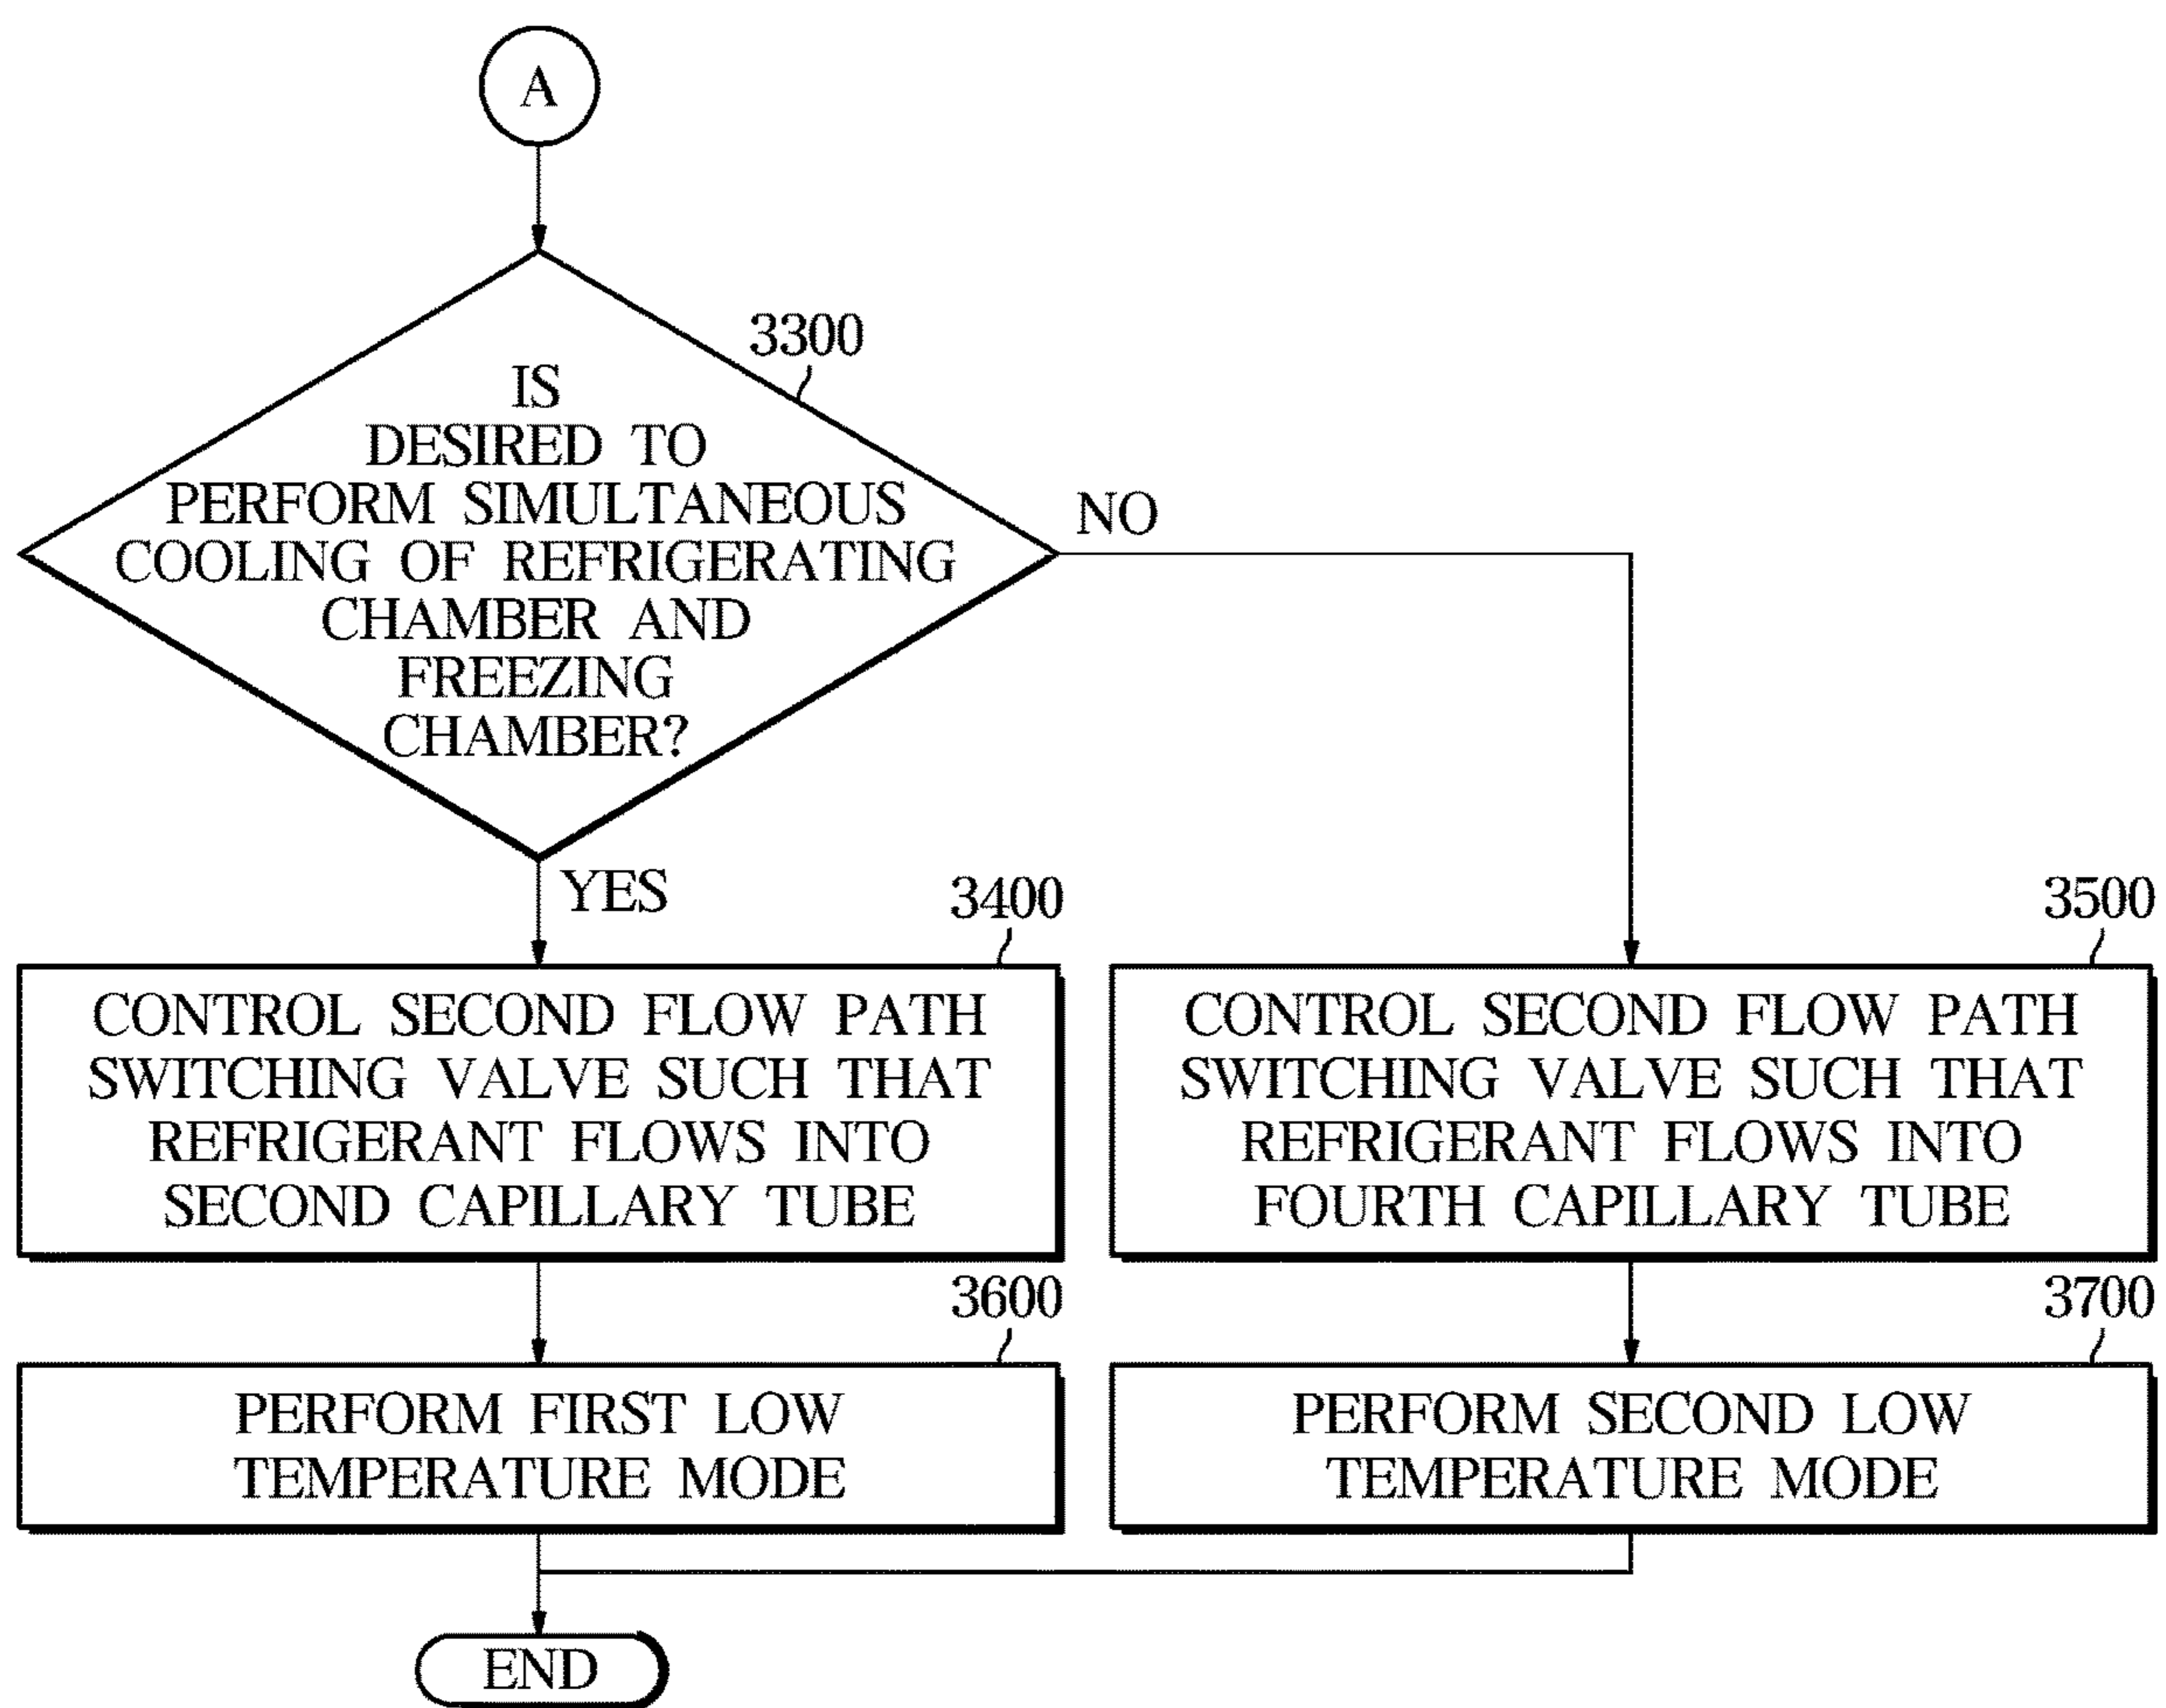 A
3300
IS
DESIRED TO
PERFORM SIMULTANEOUS
COOLING OF REFRIGERATING
CHAMBER AND
FREEZING
CHAMBER?
NO
YES
3400
CONTROL SECOND FLOW PATH
SWITCHING VALVE SUCH THAT
REFRIGERANT FLOWS INTO
SECOND CAPILLARY TUBE
3500
CONTROL SECOND FLOW PATH
SWITCHING VALVE SUCH THAT
REFRIGERANT FLOWS INTO
FOURTH CAPILLARY TUBE
3600
PERFORM FIRST LOW
TEMPERATURE MODE
3700
PERFORM SECOND LOW
TEMPERATURE MODE
END